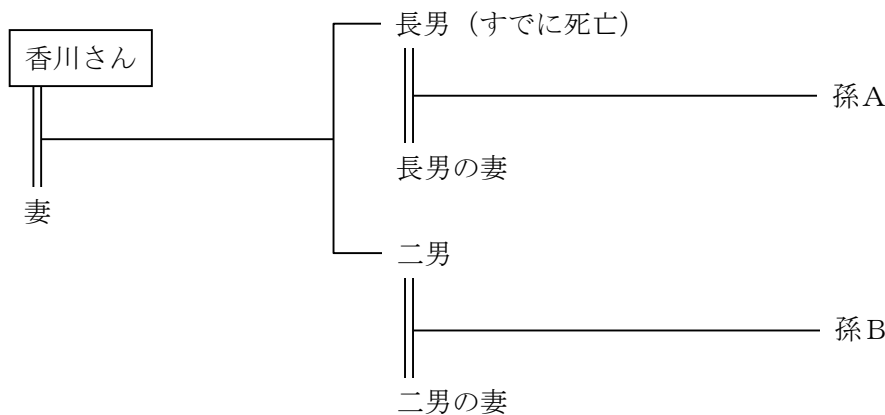 長男（すでに死亡）
香川さん
孫Ａ
長男の妻
妻
二男
孫Ｂ
二男の妻